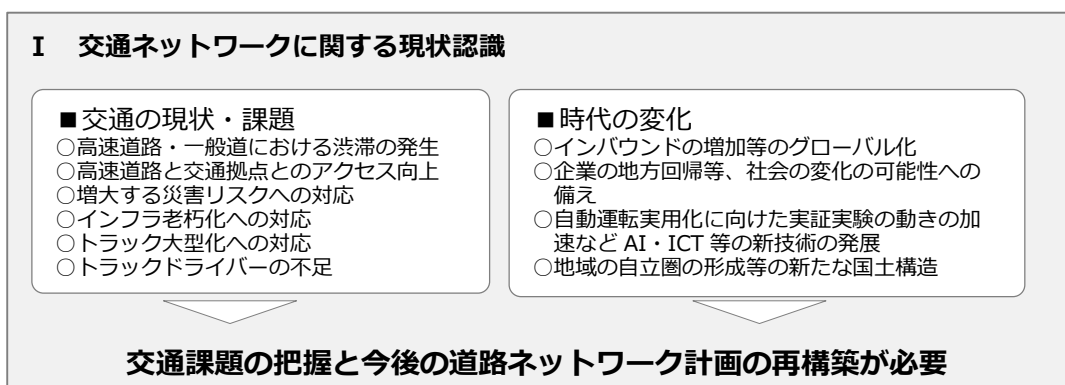 Ⅰ　交通ネットワークに関する現状認識
■交通の現状・課題
○高速道路・一般道における渋滞の発生
○高速道路と交通拠点とのアクセス向上
○増大する災害リスクへの対応
○インフラ老朽化への対応
○トラック大型化への対応
○トラックドライバーの不足
■時代の変化
○インバウンドの増加等のグローバル化
○企業の地方回帰等、社会の変化の可能性への
備え
○自動運転実用化に向けた実証実験の動きの加
速など AI・ICT 等の新技術の発展
○地域の自立圏の形成等の新たな国土構造
交通課題の把握と今後の道路ネットワーク計画の再構築が必要